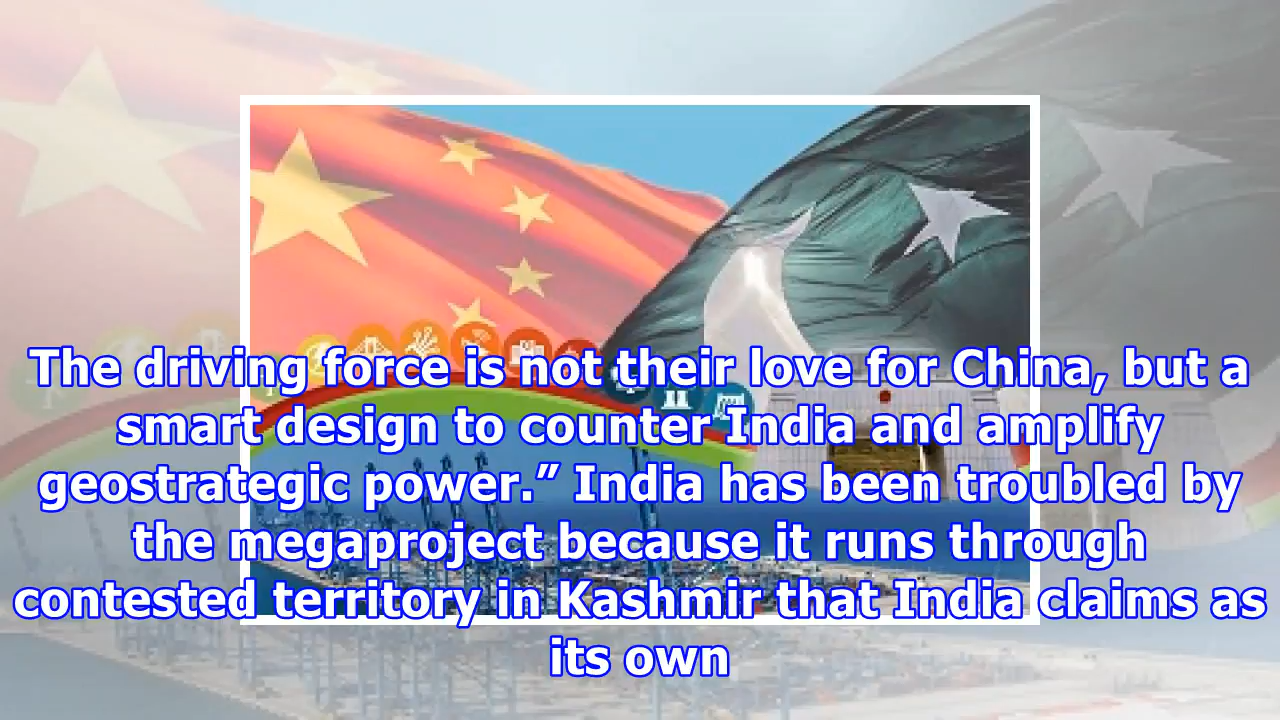 The driving force is not their love for China, but a
smart design to counter India and amplify
geostrategic power.” India has been troubled by
the megaproject because it runs through
contested territory in Kashmir that India claims as
its own